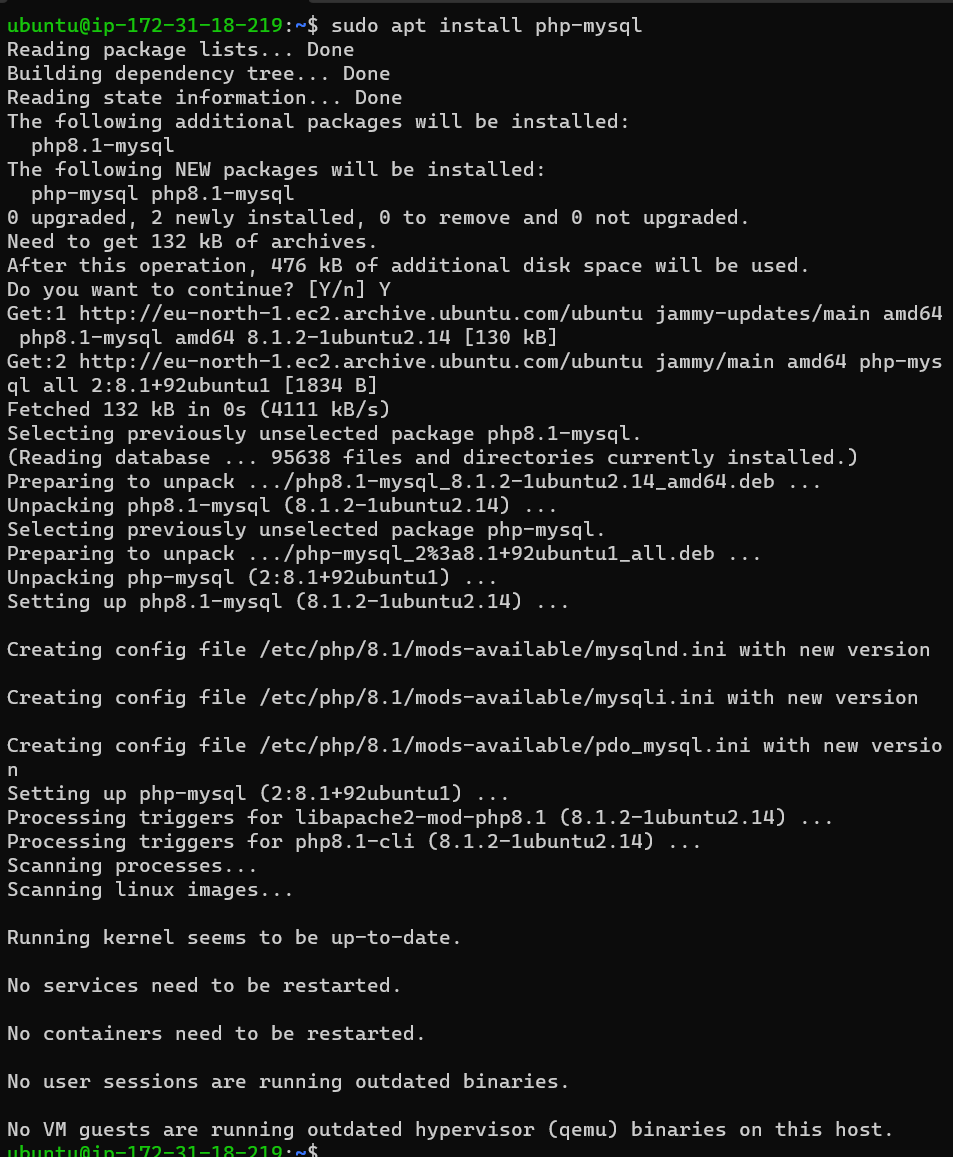 ubuntu@ip-172-31-18-219:~$ sudo apt install php-mysql
Reading package lists... Done
Building dependency tree... Done
Reading state information... Done
The following additional packages will be installed:
  php8.1-mysql
The following NEW packages will be installed:
  php-mysql php8.1-mysql
0 upgraded, 2 newly installed, 0 to remove and 0 not upgraded.
Need to get 132 kB of archives.
After this operation, 476 kB of additional disk space will be used.
Do you want to continue? [Y/n] Y
Get:1 http://eu-north-1.ec2.archive.ubuntu.com/ubuntu jammy-updates/main amd64
 php8.1-mysql amd64 8.1.2-1ubuntu2.14 [130 kB]
Get:2 http://eu-north-1.ec2.archive.ubuntu.com/ubuntu jammy/main amd64 php-mys
ql all 2:8.1+92ubuntu1 [1834 B]
Fetched 132 kB in 0s (4111 kB/s)
Selecting previously unselected package php8.1-mysql.
(Reading database ... 95638 files and directories currently installed.)
Preparing to unpack .../php8.1-mysql_8.1.2-1ubuntu2.14_amd64.deb ...
Unpacking php8.1-mysql (8.1.2-1ubuntu2.14) ...
Selecting previously unselected package php-mysql.
Preparing to unpack .../php-mysql_2%3a8.1+92ubuntu1_all.deb ...
Unpacking php-mysql (2:8.1+92ubuntu1) ...
Setting up php8.1-mysql (8.1.2-1ubuntu2.14) ...

Creating config file /etc/php/8.1/mods-available/mysqlnd.ini with new version

Creating config file /etc/php/8.1/mods-available/mysqli.ini with new version

Creating config file /etc/php/8.1/mods-available/pdo_mysql.ini with new versio
n
Setting up php-mysql (2:8.1+92ubuntu1) ...
Processing triggers for libapache2-mod-php8.1 (8.1.2-1ubuntu2.14) ...
Processing triggers for php8.1-cli (8.1.2-1ubuntu2.14) ...
Scanning processes...
Scanning linux images...

Running kernel seems to be up-to-date.

No services need to be restarted.

No containers need to be restarted.

No user sessions are running outdated binaries.

No VM guests are running outdated hypervisor (qemu) binaries on this host.
ubuntu@ip-172-31-18-219:~$